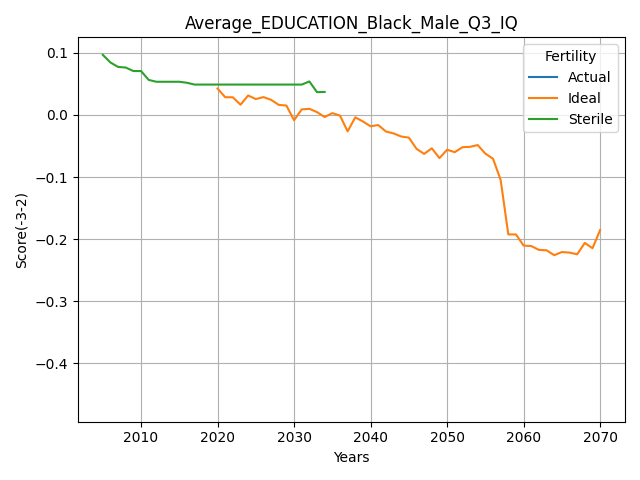 Average_EDUCATION_Black_Male_Q3_IQ
Fertility
Actual
Ideal
Sterile
Score(-3-2)
0.1
0.0
−0.1
−0.2
−0.3
−0.4
2010 2020 2030 2040 2050 2060 2070
Years